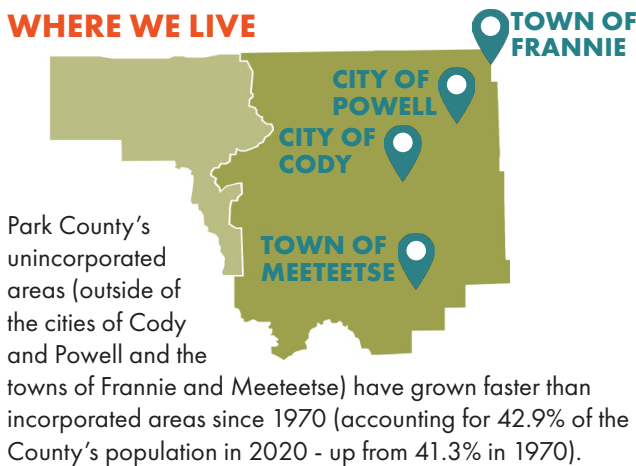 WHERE WE LIVE
TOWN OF
FRANNIE
CITY OF
POWELL
CITY OF
CODY
TOWN OF
MEETEETSE
Park County’s
unincorporated
areas (outside of
the cities of Cody
and Powell and the
towns of Frannie and Meeteetse) have grown faster than
incorporated areas since 1970 (accounting for 42.9% of the
County’s population in 2020 - up from 41.3% in 1970).